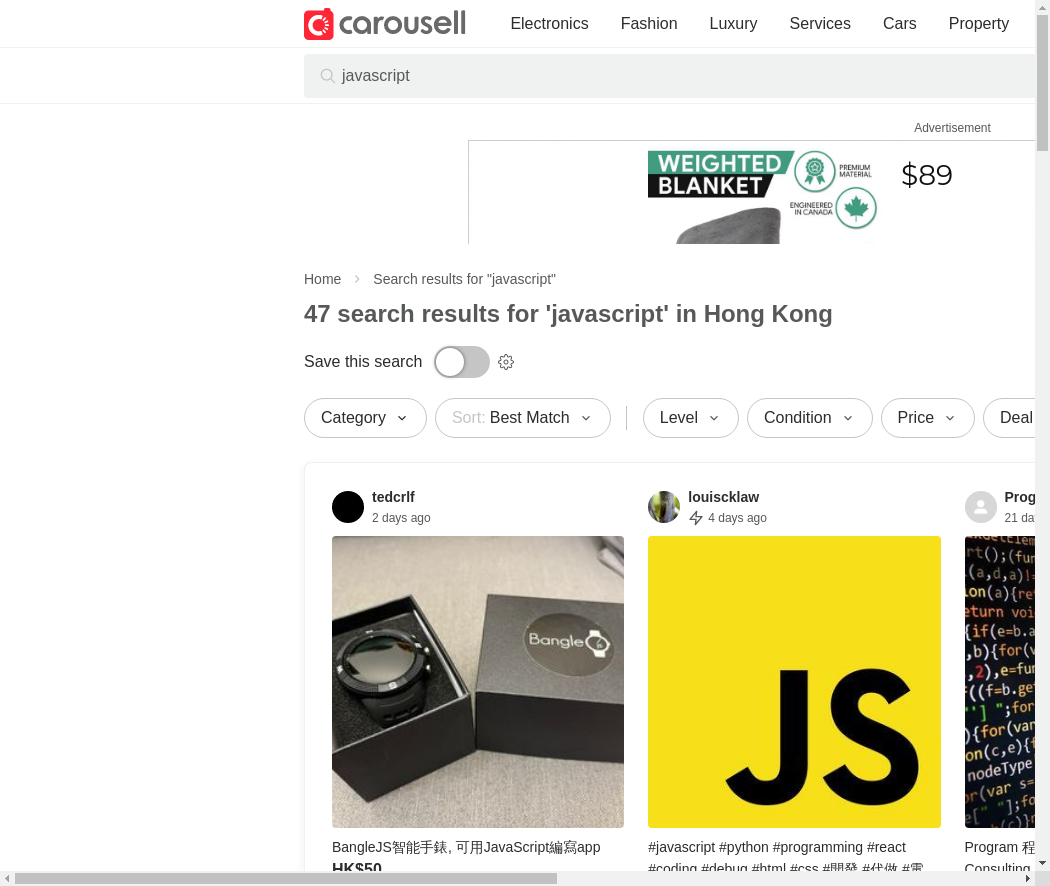 carousell
Electronics Fashion Luxury Services Cars Property
javascript
Advertisement
WEIGHTED
BLANKET
PREMIUM
MATERIAL
ENGINEERED
IN CANADA
$89
Home > Search results for "javascript"
47 search results for 'javascript' in Hong Kong
Save this search
Category Sort: Best Match Level Condition Price Deal
tedcrlf
2 days ago
louiscklaw
4 days ago
Prog
21 da
Bangle
JS
BangleJS智能手錶, 可用JavaScript編寫app
HK$50
#javascript #python #programming #react
#coding #debug #html #css #開發 #代做 #電
Program 程
Consulting